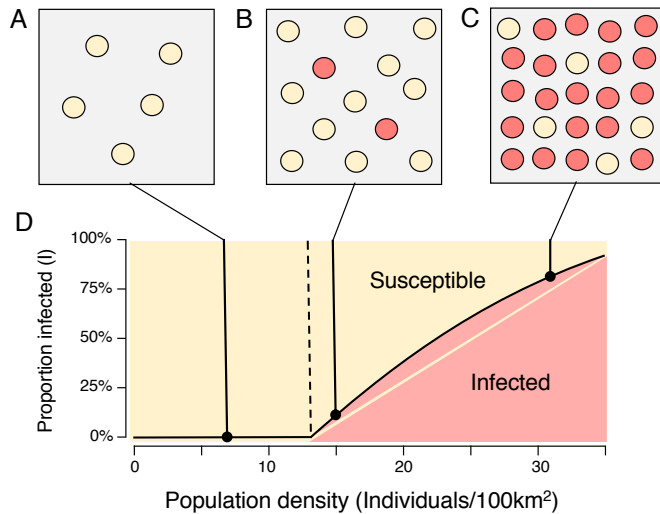 A
B
C
D
100%
75%
50%
25%
0%
Proportion infected (I)
Susceptible
Infected
0
10
20
30
Population density (Individuals/100km²)